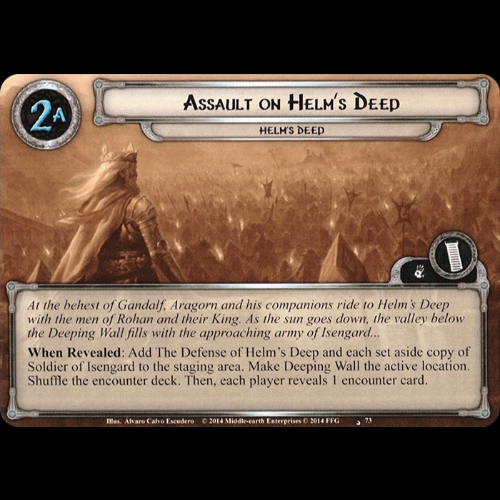 2A
Assault on Helm's Deep
Helm's Deep
At the behest of Gandalf, Aragorn and his companions ride to Helm's Deep
with the men of Rohan and their King. As the sun goes down, the valley below
the Deeping Wall fills with the approaching army of Isengard...
When Revealed: Add The Defense of Helm's Deep and each set aside copy of
Soldier of Isengard to the staging area. Make Deeping Wall the active location.
Shuffle the encounter deck. Then, each player reveals 1 encounter card.
Illus. Álvaro Calvo Escudero © 2014 Middle-earth Enterprises © 2014 FFG 73